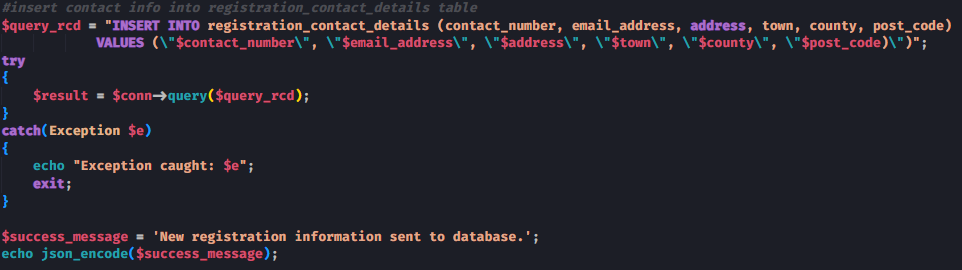 #insert contact info into registration_contact_details table
$query_rcd = "INSERT INTO registration_contact_details (contact_number, email_address, address, town, county, post_code)
VALUES (\"$contact_number\", \"$email_address\", \"$address\", \"$town\", \"$county\", \"$post_code)\")";
try
{
$result = $conn->query($query_rcd);
}
catch(Exception $e)
{
echo "Exception caught: $e";
exit;
}
$success_message = 'New registration information sent to database.';
echo json_encode($success_message);